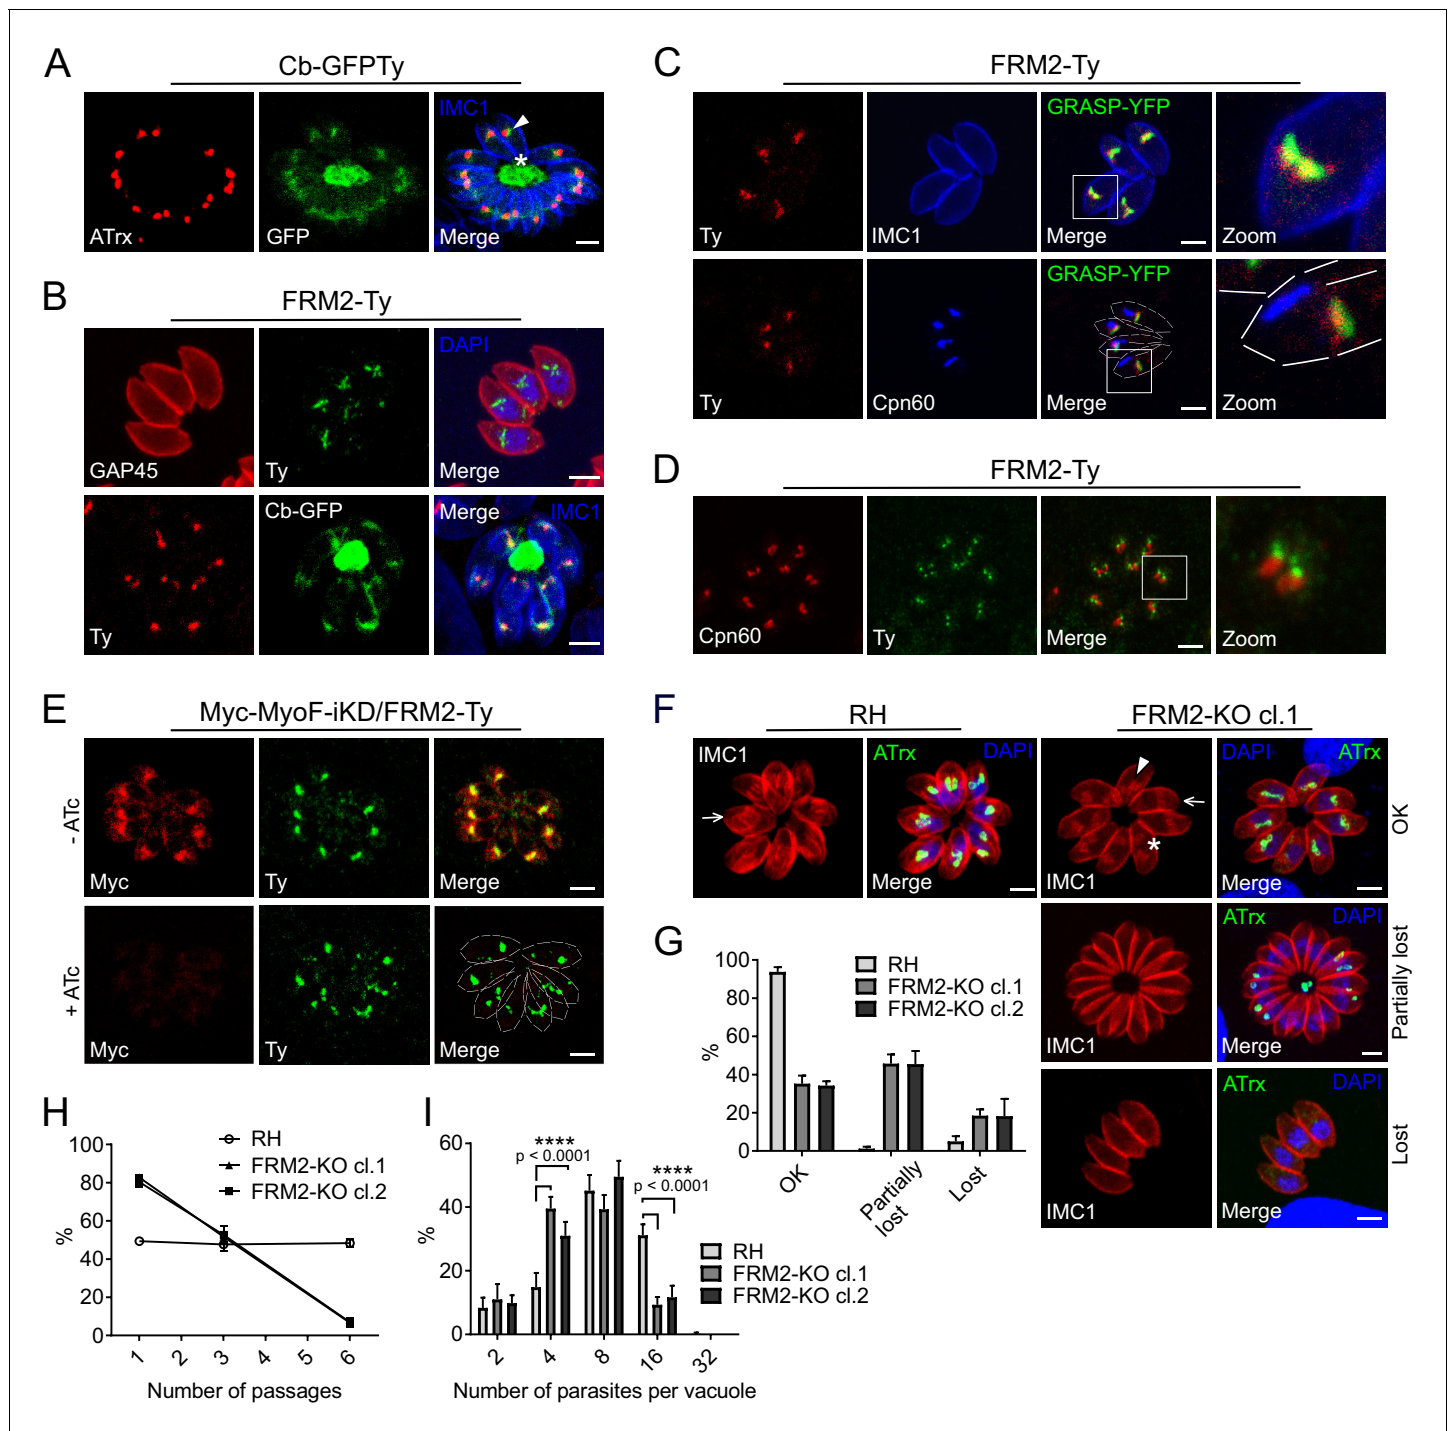 A
Cb-GFPTy
IMC1
*
ATrx
GFP
Merge
B
FRM2-Ty
DAPI
GAP45
Ty
Merge
Cb-GFP
Merge
IMC1
Ty
C
FRM2-Ty
GRASP-YFP
Ty
IMC1
Merge
Zoom
GRASP-YFP
Ty
Cpn60
Merge
Zoom
D
FRM2-Ty
Cpn60
Ty
Merge
Zoom
E
Myc-MyoF-iKD/FRM2-Ty
- ATc
Myc
Ty
Merge
+ ATc
Myc
Ty
Merge
F
RH
FRM2-KO cl.1
IMC1
ATrx
DAPI
DAPI
ATrx
*
Merge
IMC1
Merge
OK
ATrx
DAPI
IMC1
Merge
Partially lost
ATrx
DAPI
IMC1
Merge
Lost
G
100
80
60
40
20
0
%
RH
FRM2-KO cl.1
FRM2-KO cl.2
OK
Partially
lost
Lost
H
100
80
60
40
20
0
%
RH
FRM2-KO cl.1
FRM2-KO cl.2
1 2 3 4 5 6
Number of passages
I
60
40
20
0
%
****
p < 0.0001
****
p < 0.0001
RH
FRM2-KO cl.1
FRM2-KO cl.2
2 4 8 16 32
Number of parasites per vacuole